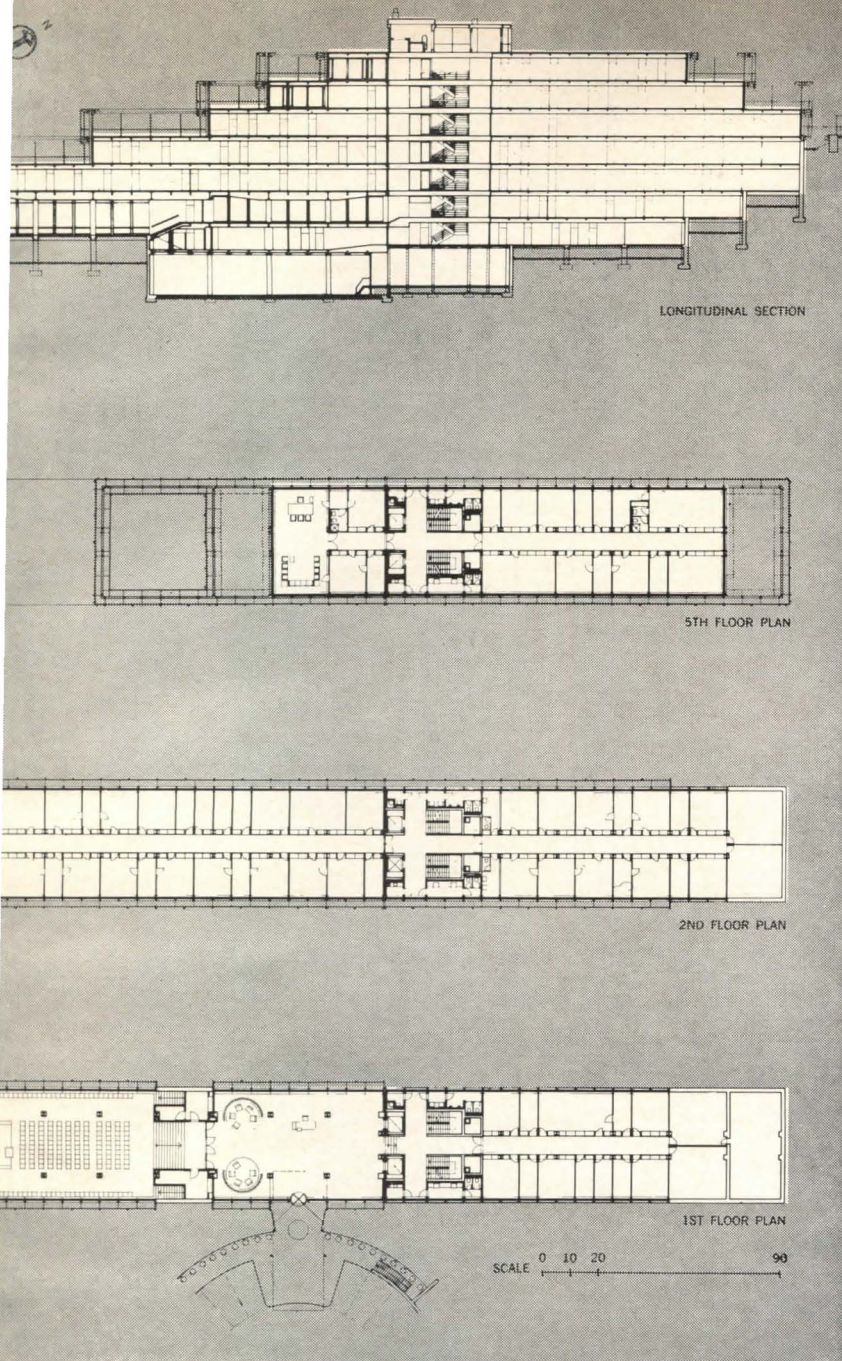 N
LONGITUDINAL SECTION
5TH FLOOR PLAN
2ND FLOOR PLAN
1ST FLOOR PLAN
SCALE 0 10 20 90